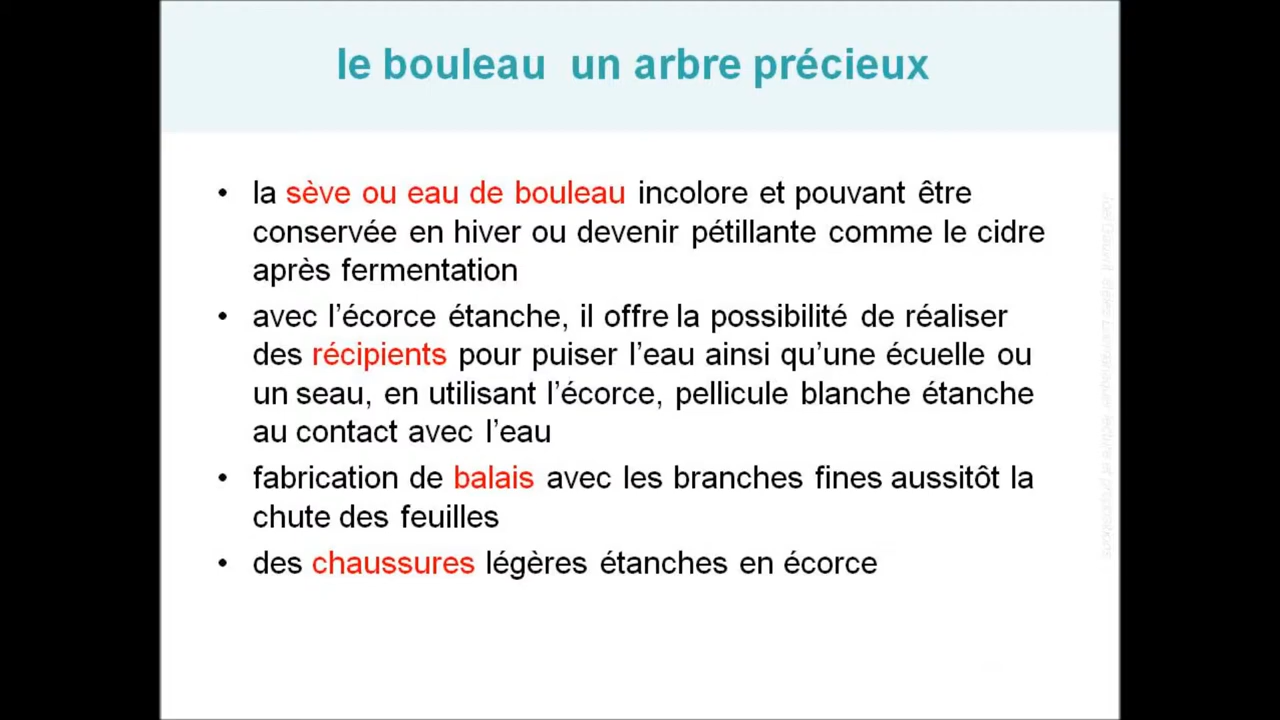 le bouleau un arbre précieux
• la sève ou eau de bouleau incolore et pouvant être
conservée en hiver ou devenir pétillante comme le cidre
après fermentation
• avec l’écorce étanche, il offre la possibilité de réaliser
des récipients pour puiser l’eau ainsi qu’une écuelle ou
un seau, en utilisant l’écorce, pellicule blanche étanche
au contact avec l’eau
• fabrication de balais avec les branches fines aussitôt la
chute des feuilles
• des chaussures légères étanches en écorce